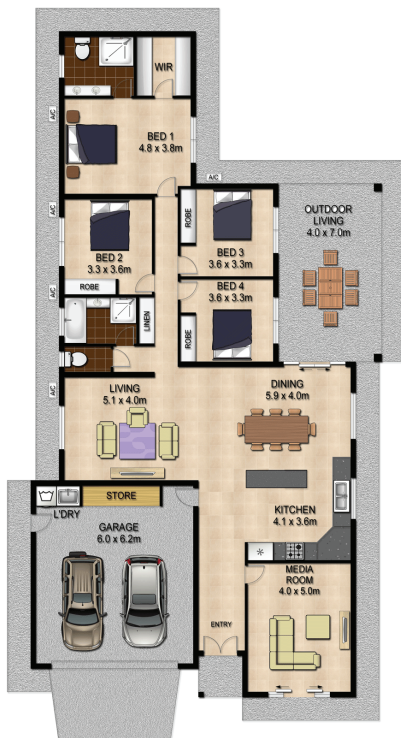 WIR
A/C
BED 1
4.8 x 3.8m
A/C
A/C
ROBE
BED 2
3.3 x 3.6m
BED 3
3.6 x 3.3m
OUTDOOR
LIVING
4.0 x 7.0m
ROBE
A/C
BED 4
3.6 x 3.3m
LINEN
ROBE
A/C
LIVING
5.1 x 4.0m
DINING
5.9 x 4.0m
STORE
L'DRY
KITCHEN
4.1 x 3.6m
GARAGE
6.0 x 6.2m
*
MEDIA
ROOM
4.0 x 5.0m
ENTRY